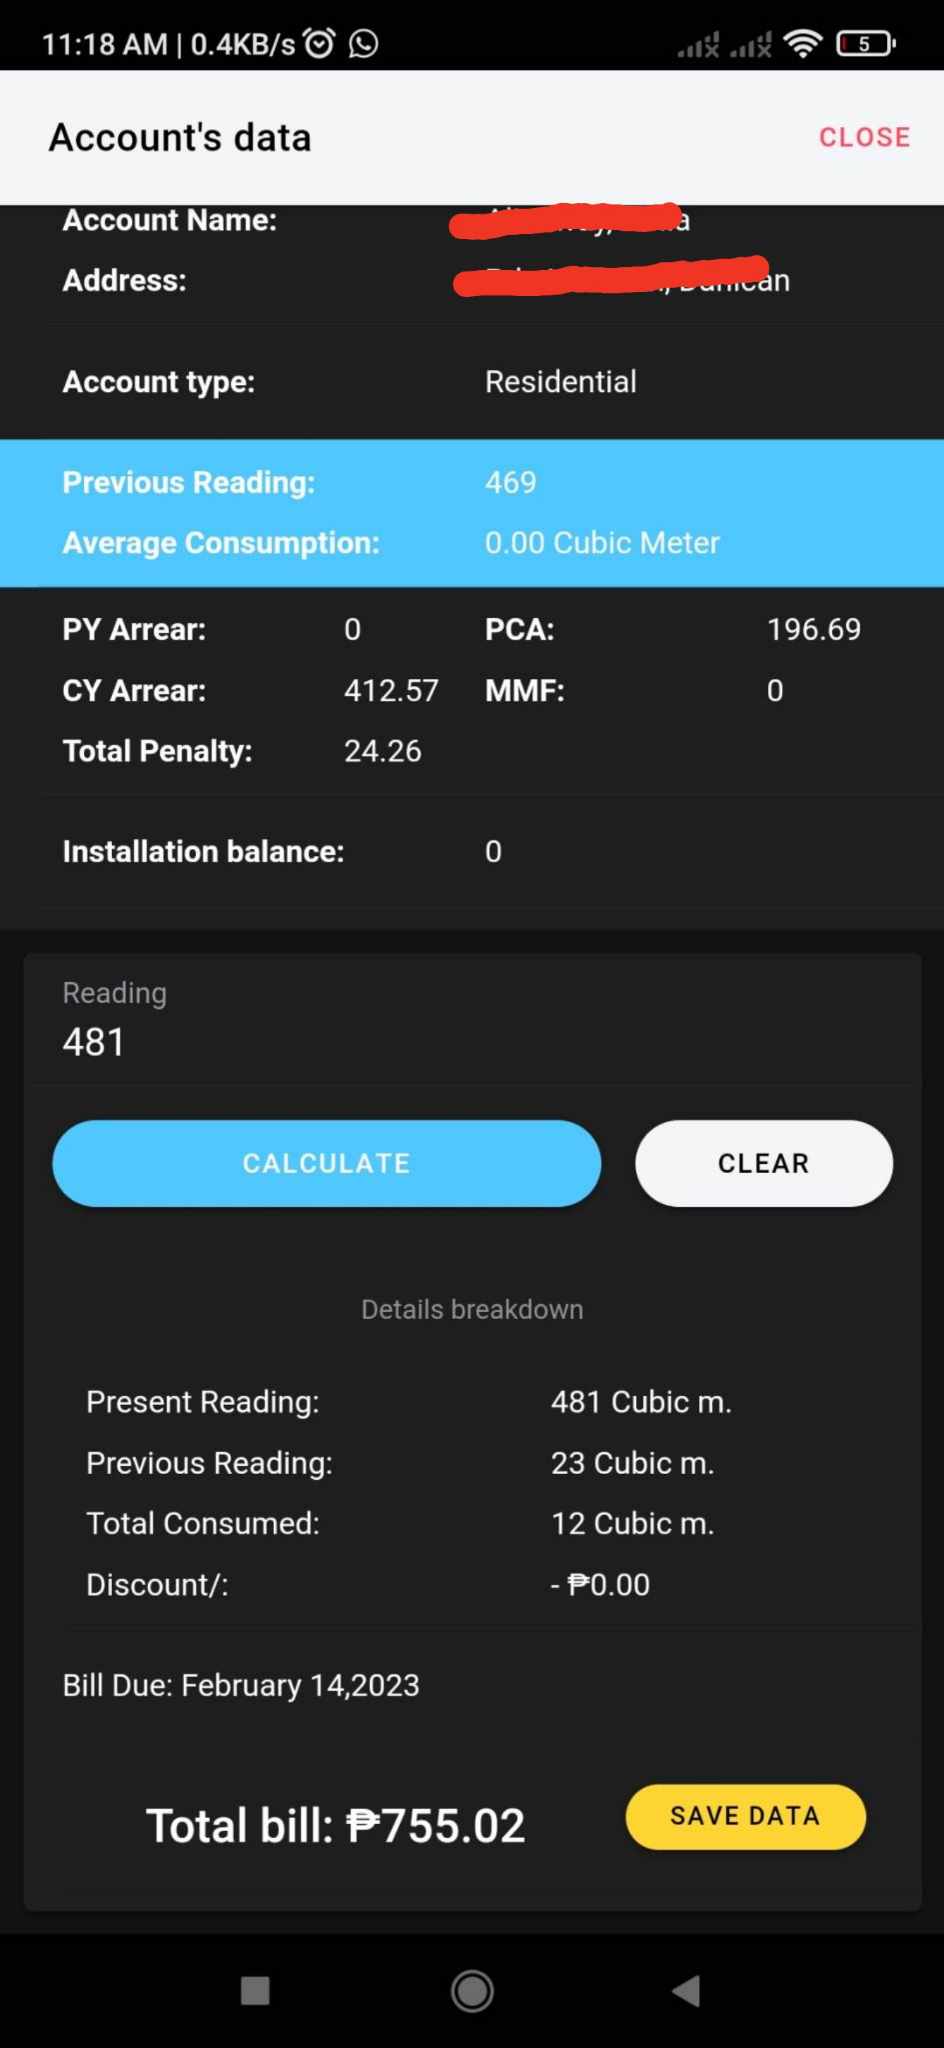 11:18 AM | 0.4KB/s
5
Account's data CLOSE
Account Name:
Address:
Account type: Residential
Previous Reading: 469
Average Consumption: 0.00 Cubic Meter
PY Arrear: 0 PCA: 196.69
CY Arrear: 412.57 MMF: 0
Total Penalty: 24.26
Installation balance: 0
Reading
481
CALCULATE CLEAR
Details breakdown
Present Reading: 481 Cubic m.
Previous Reading: 23 Cubic m.
Total Consumed: 12 Cubic m.
Discount/: - ₱0.00
Bill Due: February 14,2023
Total bill: ₱755.02 SAVE DATA